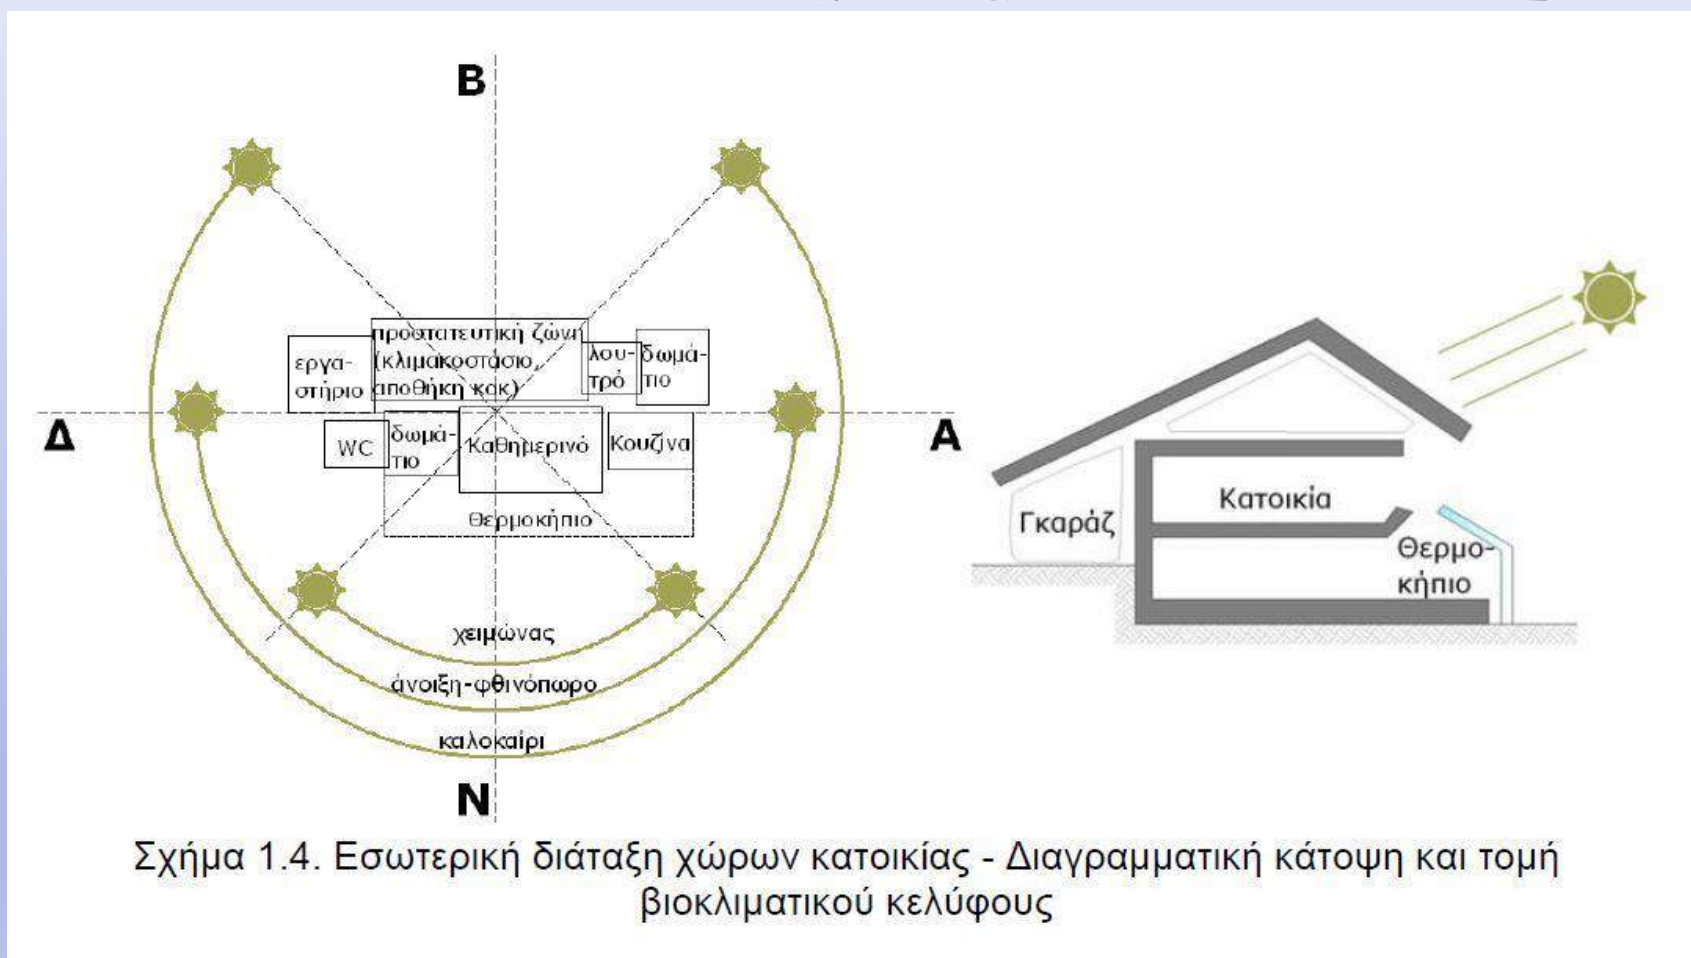 Β
προστατευτική ζώνη
(κλιμακοστάσιο,
αποθήκη κ̣ο̣κ)
εργα-
στήριο
λου-
τρό
δωμά-
τιο
Δ
Α
WC
δωμά-
τιο
Καθημερινό
Κουζίνα
Θερμοκήπιο
χειμώνας
άνοιξη-φθινόπωρο
καλοκαίρι
Ν
Γκαράζ
Κατοικία
Θερμο-
κήπιο
Σχήμα 1.4. Εσωτερική διάταξη χώρων κατοικίας - Διαγραμματική κάτοψη και τομή
βιοκλιματικού κελύφους